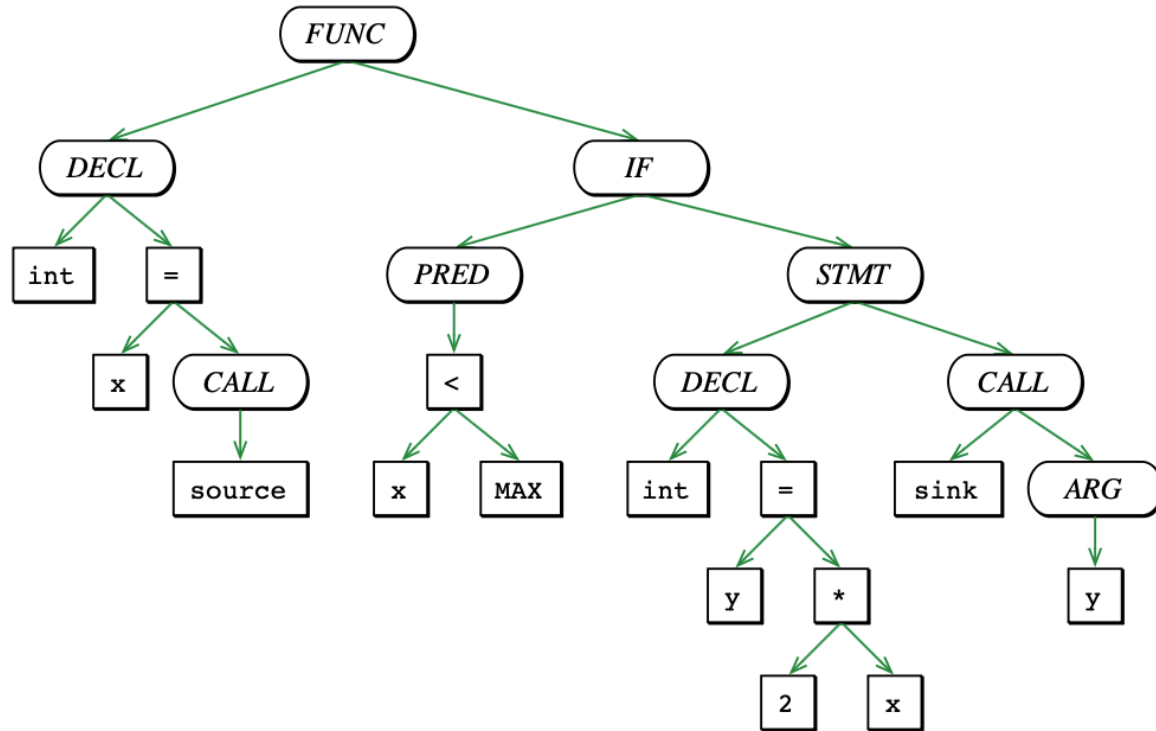 FUNC
DECL IF
int = PRED STMT
x CALL < DECL CALL
source x MAX int = sink ARG
y * y
2 x